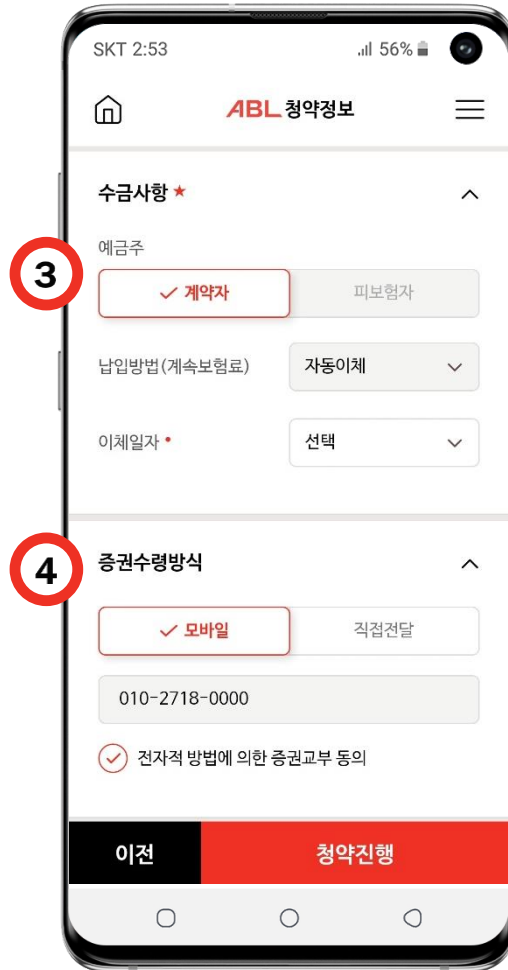 SKT 2:53 56%
ABL 청약정보
수금사항 ★
예금주
3
✓ 계약자 피보험자
납입방법(계속보험료) 자동이체
이체일자 • 선택
4 증권수령방식
✓ 모바일 직접전달
010-2718-0000
전자적 방법에 의한 증권교부 동의
이전 청약진행